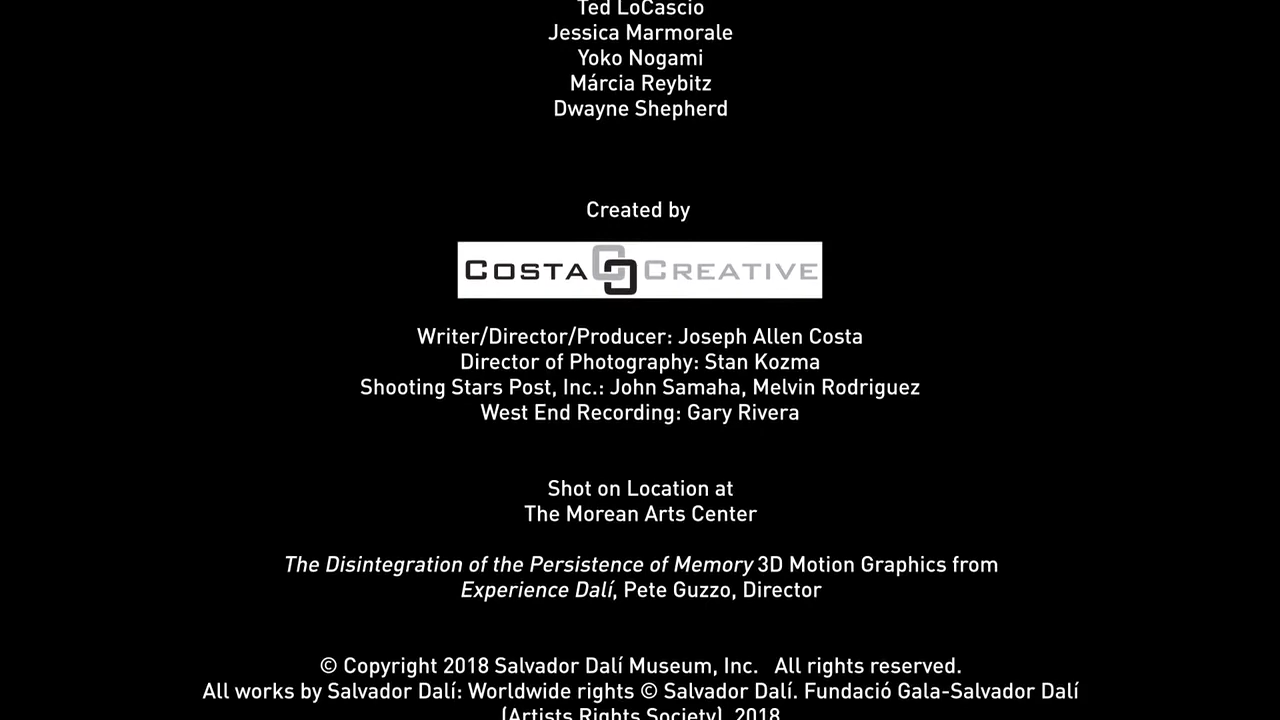 Ted LoCascio
Jessica Marmorale
Yoko Nogami
Márcia Reybitz
Dwayne Shepherd
Created by
COSTA CREATIVE
Writer/Director/Producer: Joseph Allen Costa
Director of Photography: Stan Kozma
Shooting Stars Post, Inc.: John Samaha, Melvin Rodriguez
West End Recording: Gary Rivera
Shot on Location at
The Morean Arts Center
The Disintegration of the Persistence of Memory 3D Motion Graphics from
Experience Dalí, Pete Guzzo, Director
© Copyright 2018 Salvador Dalí Museum, Inc. All rights reserved.
All works by Salvador Dalí: Worldwide rights © Salvador Dalí. Fundació Gala-Salvador Dalí
(Artists Rights Society), 2018